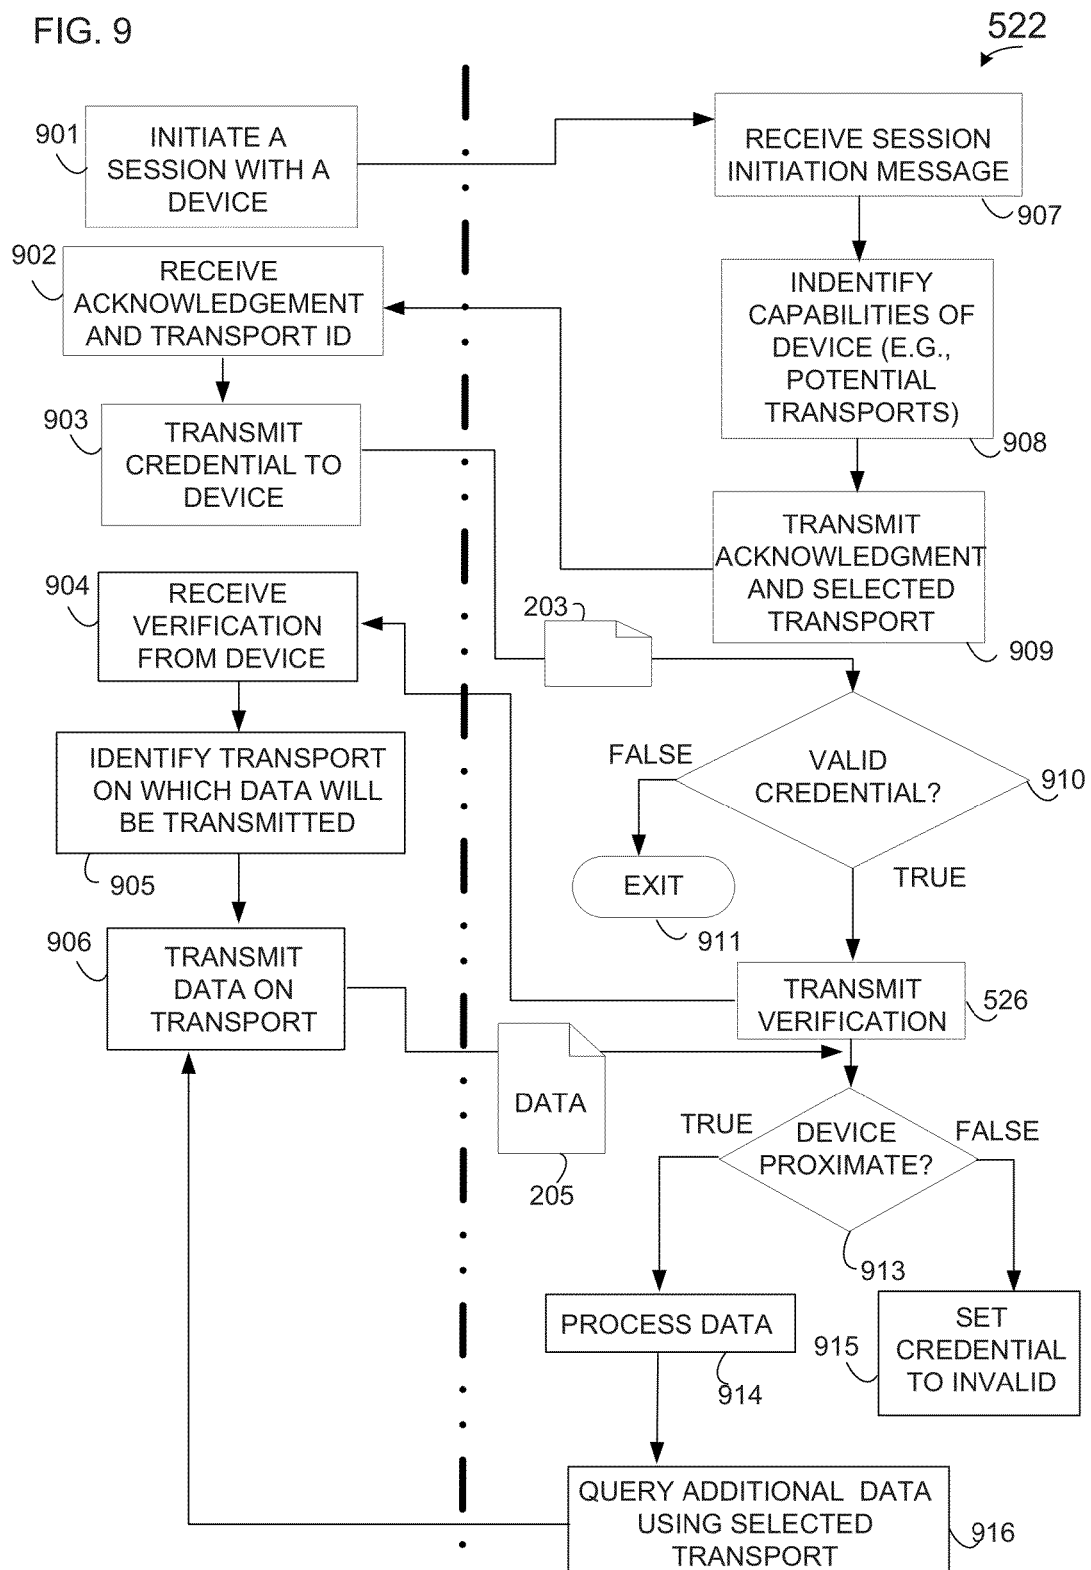 FIG. 9
522
901
INITIATE A
SESSION WITH A
DEVICE
RECEIVE SESSION
INITIATION MESSAGE
907
902
RECEIVE
ACKNOWLEDGEMENT
AND TRANSPORT ID
INDENTIFY
CAPABILITIES OF
DEVICE (E.G.,
POTENTIAL
TRANSPORTS)
908
903
TRANSMIT
CREDENTIAL TO
DEVICE
TRANSMIT
ACKNOWLEDGMENT
AND SELECTED
TRANSPORT
909
904
RECEIVE
VERIFICATION
FROM DEVICE
203
IDENTIFY TRANSPORT
ON WHICH DATA WILL
BE TRANSMITTED
905
FALSE
VALID
CREDENTIAL?
910
TRUE
EXIT
911
906
TRANSMIT
DATA ON
TRANSPORT
TRANSMIT
VERIFICATION
526
DATA
205
TRUE
DEVICE
PROXIMATE?
FALSE
913
PROCESS DATA
914
915
SET
CREDENTIAL
TO INVALID
QUERY ADDITIONAL DATA
USING SELECTED
TRANSPORT
916